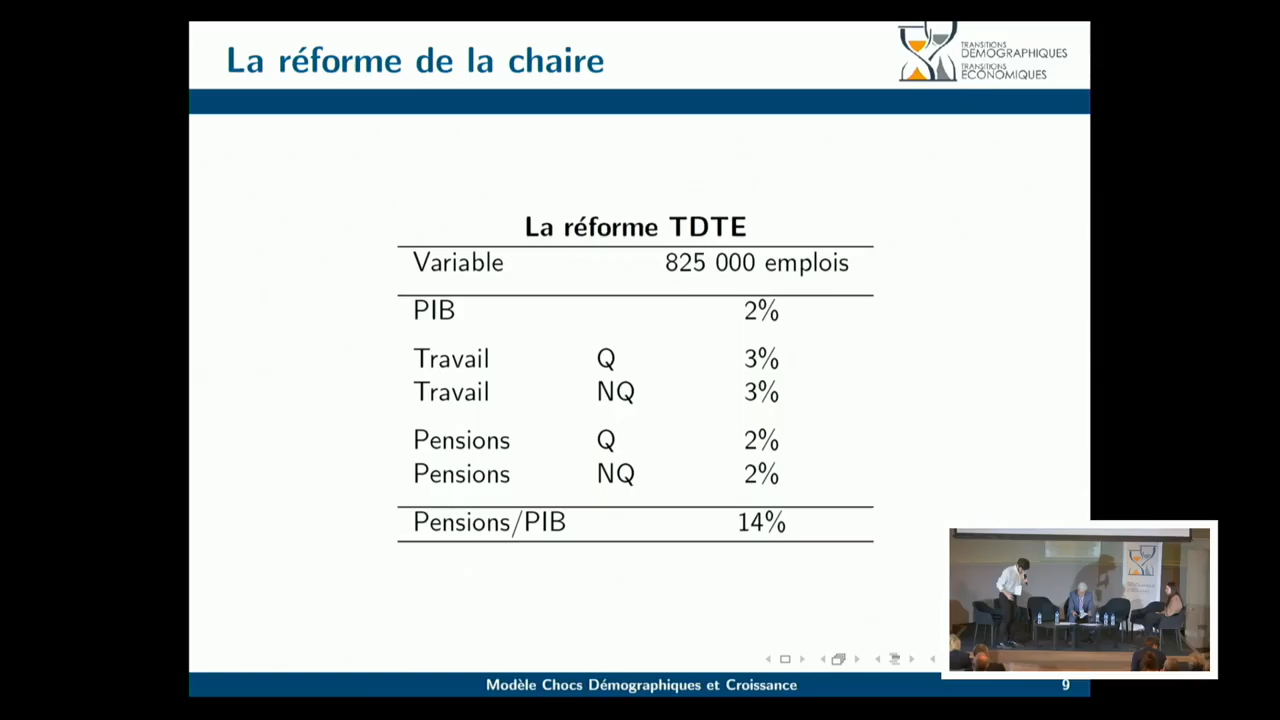 La réforme de la chaire
TRANSITIONS
DÉMOGRAPHIQUES
TRANSITIONS
ÉCONOMIQUES
La réforme TDTE
Variable 825 000 emplois
PIB 2%
Travail Q 3%
Travail NQ 3%
Pensions Q 2%
Pensions NQ 2%
Pensions/PIB 14%
Modèle Chocs Démographiques et Croissance 9